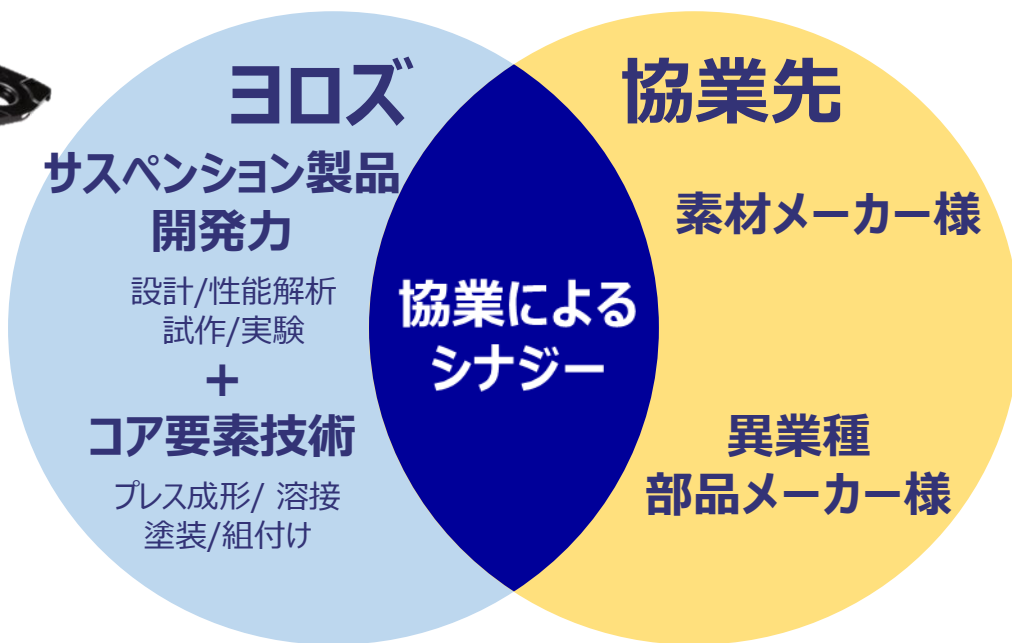 ヨロズ
サスペンション製品
開発力
設計/性能解析
試作/実験
+
コア要素技術
プレス成形/ 溶接
塗装/組付け
協業による
シナジー
協業先
素材メーカー様
異業種
部品メーカー様